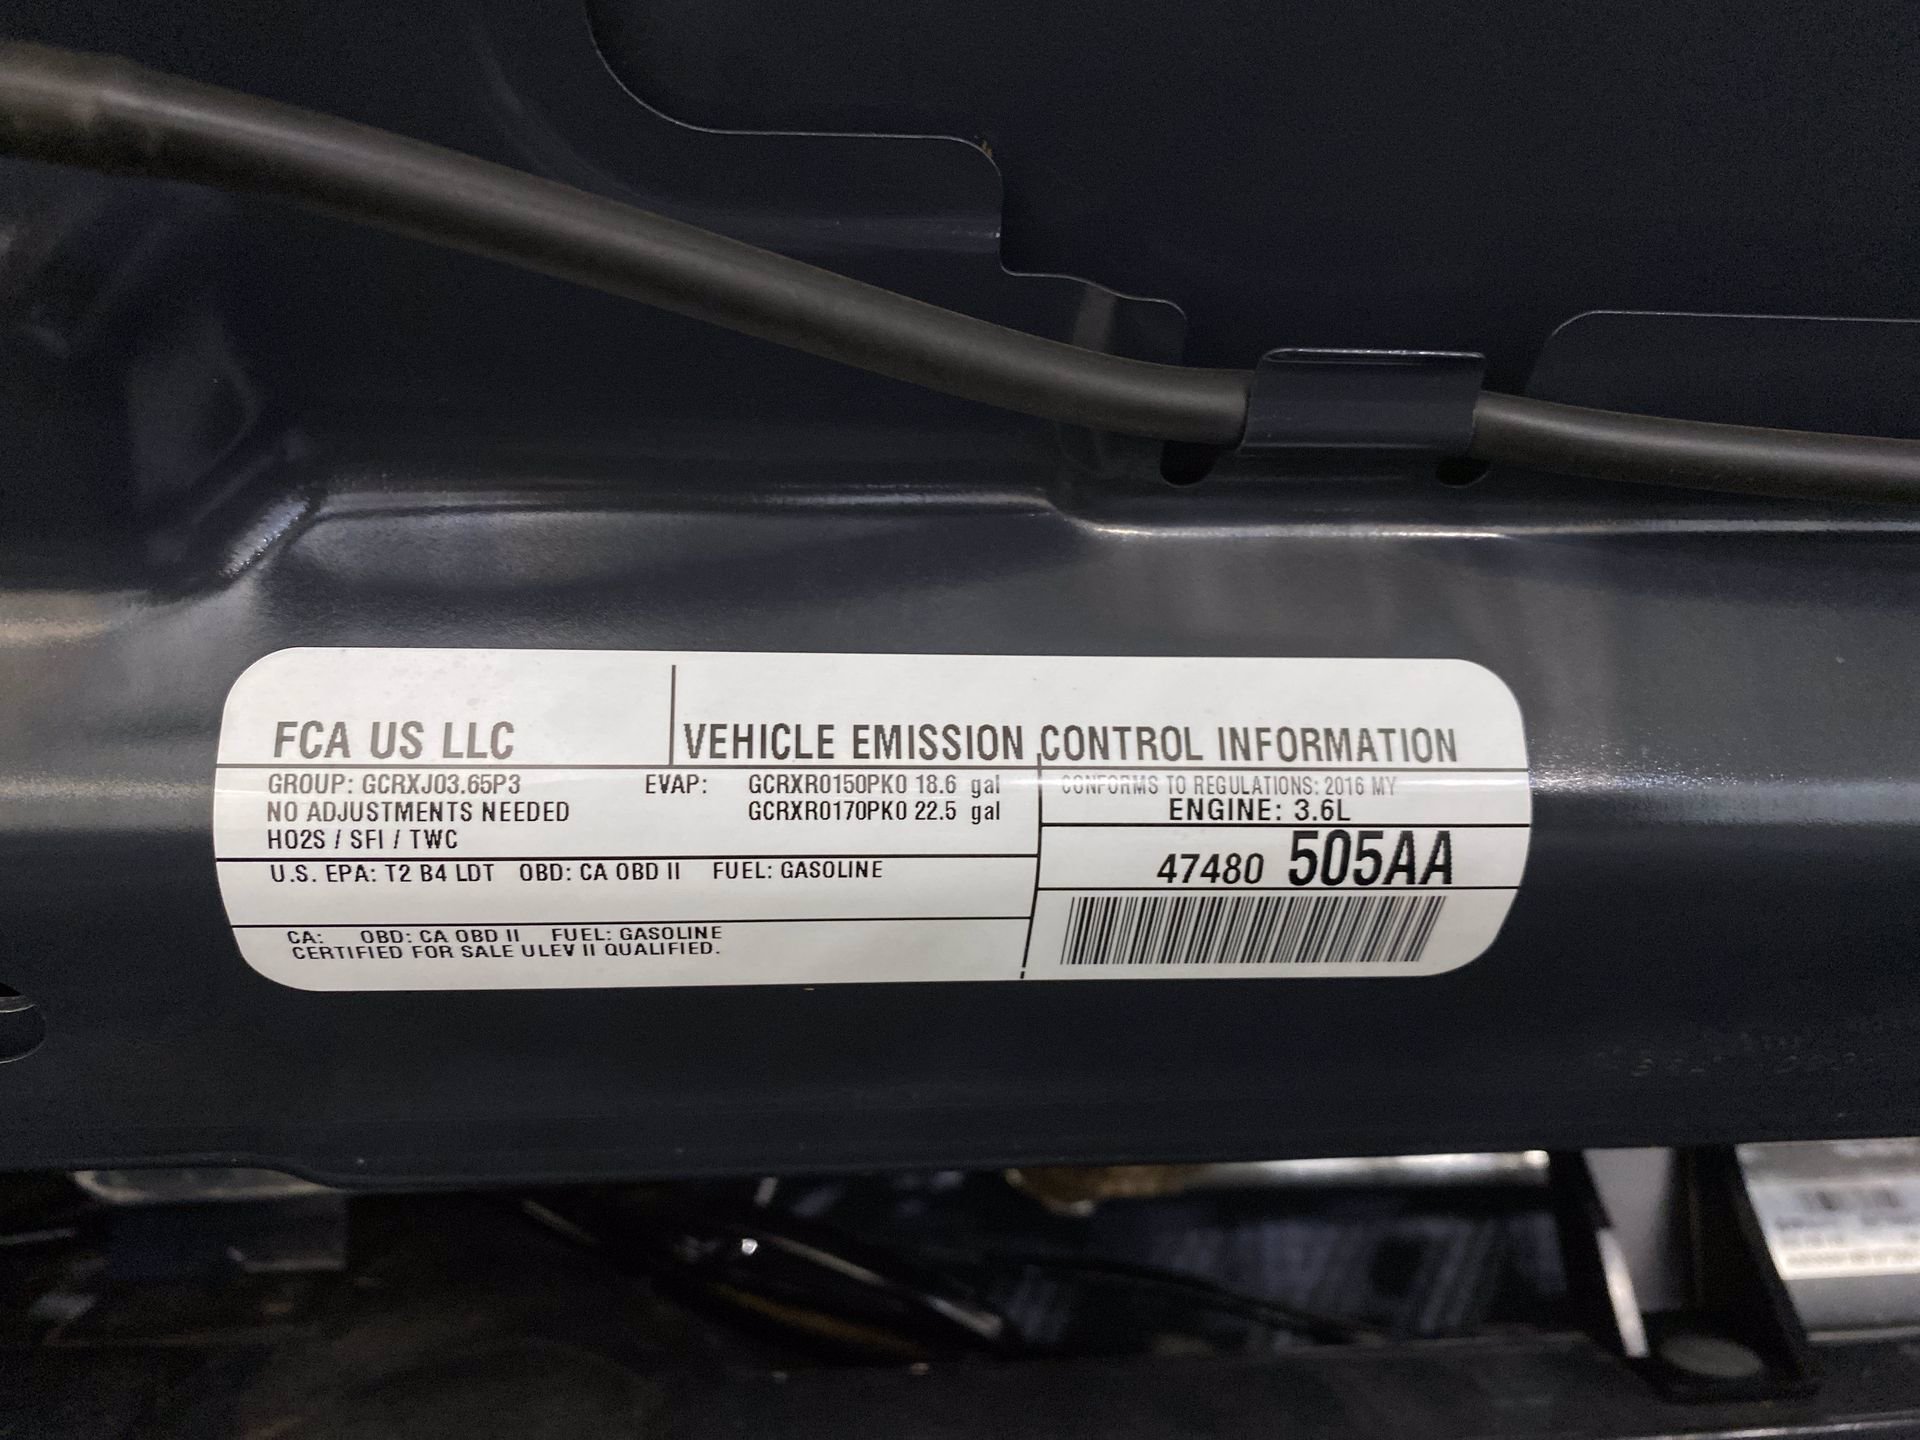 FCA US LLC
VEHICLE EMISSION CONTROL INFORMATION
GROUP: GCRXJ03.65P3
NO ADJUSTMENTS NEEDED
HO2S / SFI / TWC
EVAP: GCRXR0150PK0 18.6 gal
GCRXR0170PK0 22.5 gal
CONFORMS TO REGULATIONS: 2016 MY
ENGINE: 3.6L
47480 505AA
U.S. EPA: T2 B4 LDT OBD: CA OBD II FUEL: GASOLINE
CA: OBD: CA OBD II FUEL: GASOLINE
CERTIFIED FOR SALE ULEV II QUALIFIED.